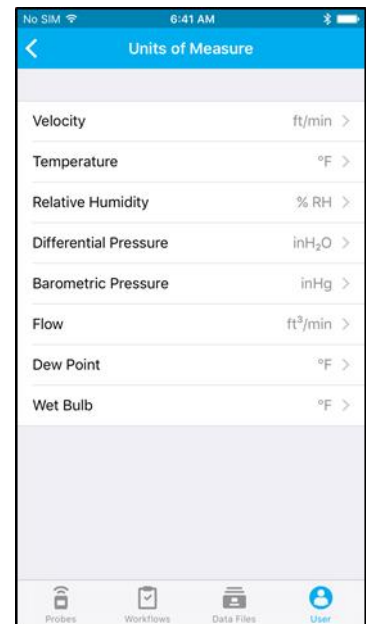 No SIM 6:41 AM
Units of Measure
Velocity ft/min >
Temperature °F >
Relative Humidity % RH >
Differential Pressure inH₂O >
Barometric Pressure inHg >
Flow ft³/min >
Dew Point °F >
Wet Bulb °F >
Probes Workflows Data Files User